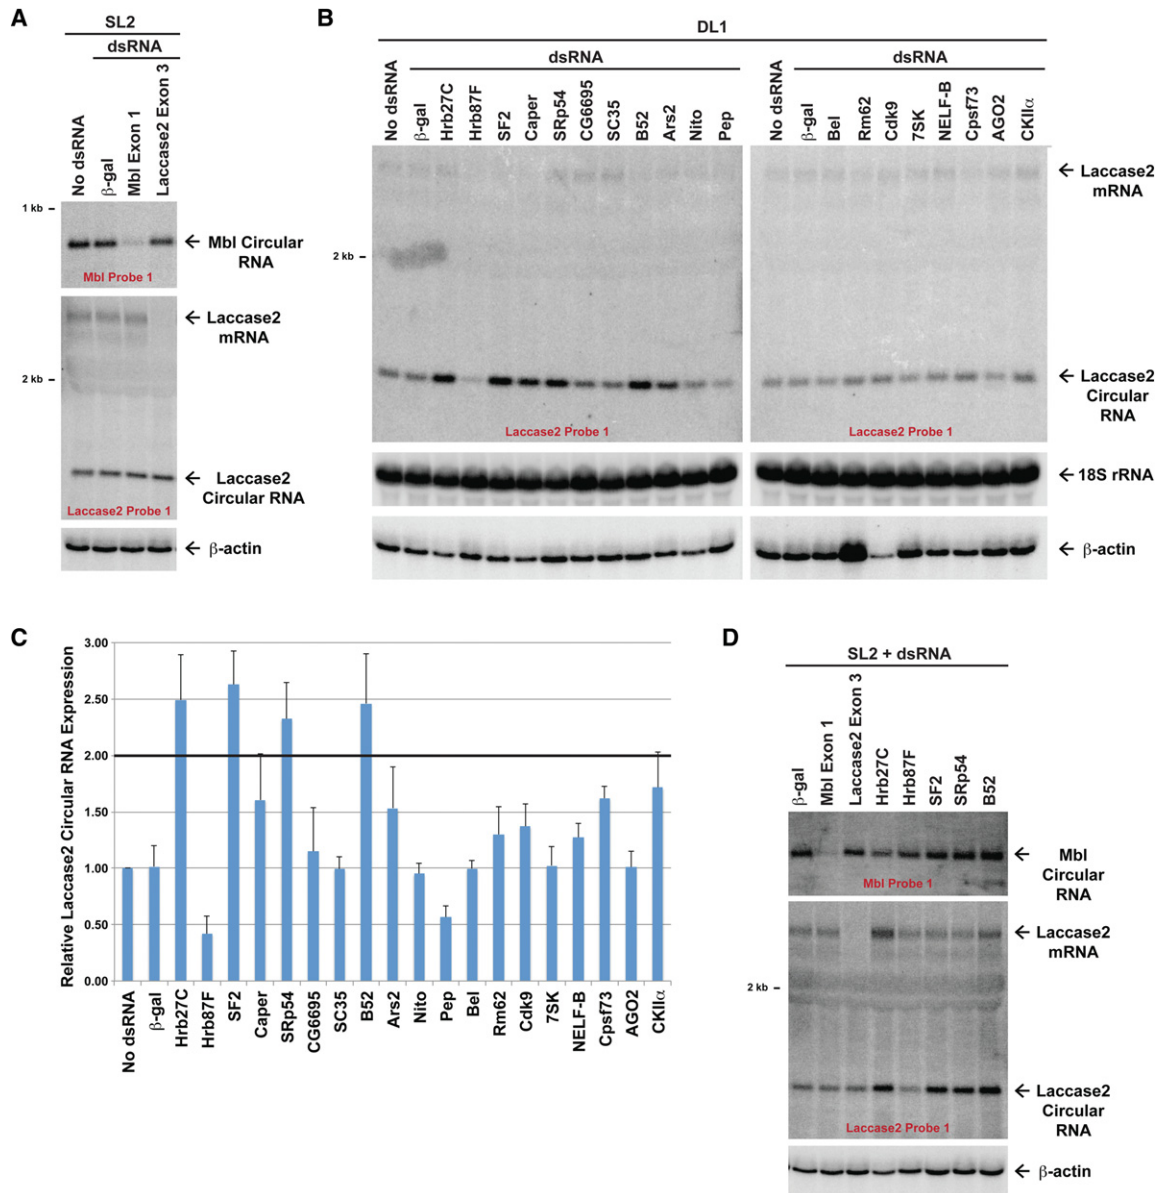 A
SL2
dsRNA
No dsRNA
β-gal
Mbl Exon 1
Laccase2 Exon 3
1 kb
Mbl Circular
RNA
Mbl Probe 1
Laccase2
mRNA
2 kb
Laccase2
Circular RNA
Laccase2 Probe 1
β-actin
B
DL1
dsRNA
dsRNA
No dsRNA
β-gal
Hrb27C
Hrb87F
SF2
Caper
SRp54
CG6695
SC35
B52
Ars2
Nito
Pep
No dsRNA
β-gal
Bel
Rm62
Cdk9
7SK
NELF-B
Cpsf73
AGO2
CKIIα
Laccase2
mRNA
2 kb
Laccase2
Circular
RNA
Laccase2 Probe 1
Laccase2 Probe 1
18S rRNA
β-actin
C
Relative Laccase2 Circular RNA Expression
3.00
2.50
2.00
1.50
1.00
0.50
0.00
No dsRNA
β-gal
Hrb27C
Hrb87F
SF2
Caper
SRp54
CG6695
SC35
B52
Ars2
Nito
Pep
Bel
Rm62
Cdk9
7SK
NELF-B
Cpsf73
AGO2
CKIIα
D
SL2 + dsRNA
β-gal
Mbl Exon 1
Laccase2 Exon 3
Hrb27C
Hrb87F
SF2
SRp54
B52
Mbl
Circular
RNA
Mbl Probe 1
Laccase2
mRNA
2 kb
Laccase2
Circular
RNA
Laccase2 Probe 1
β-actin